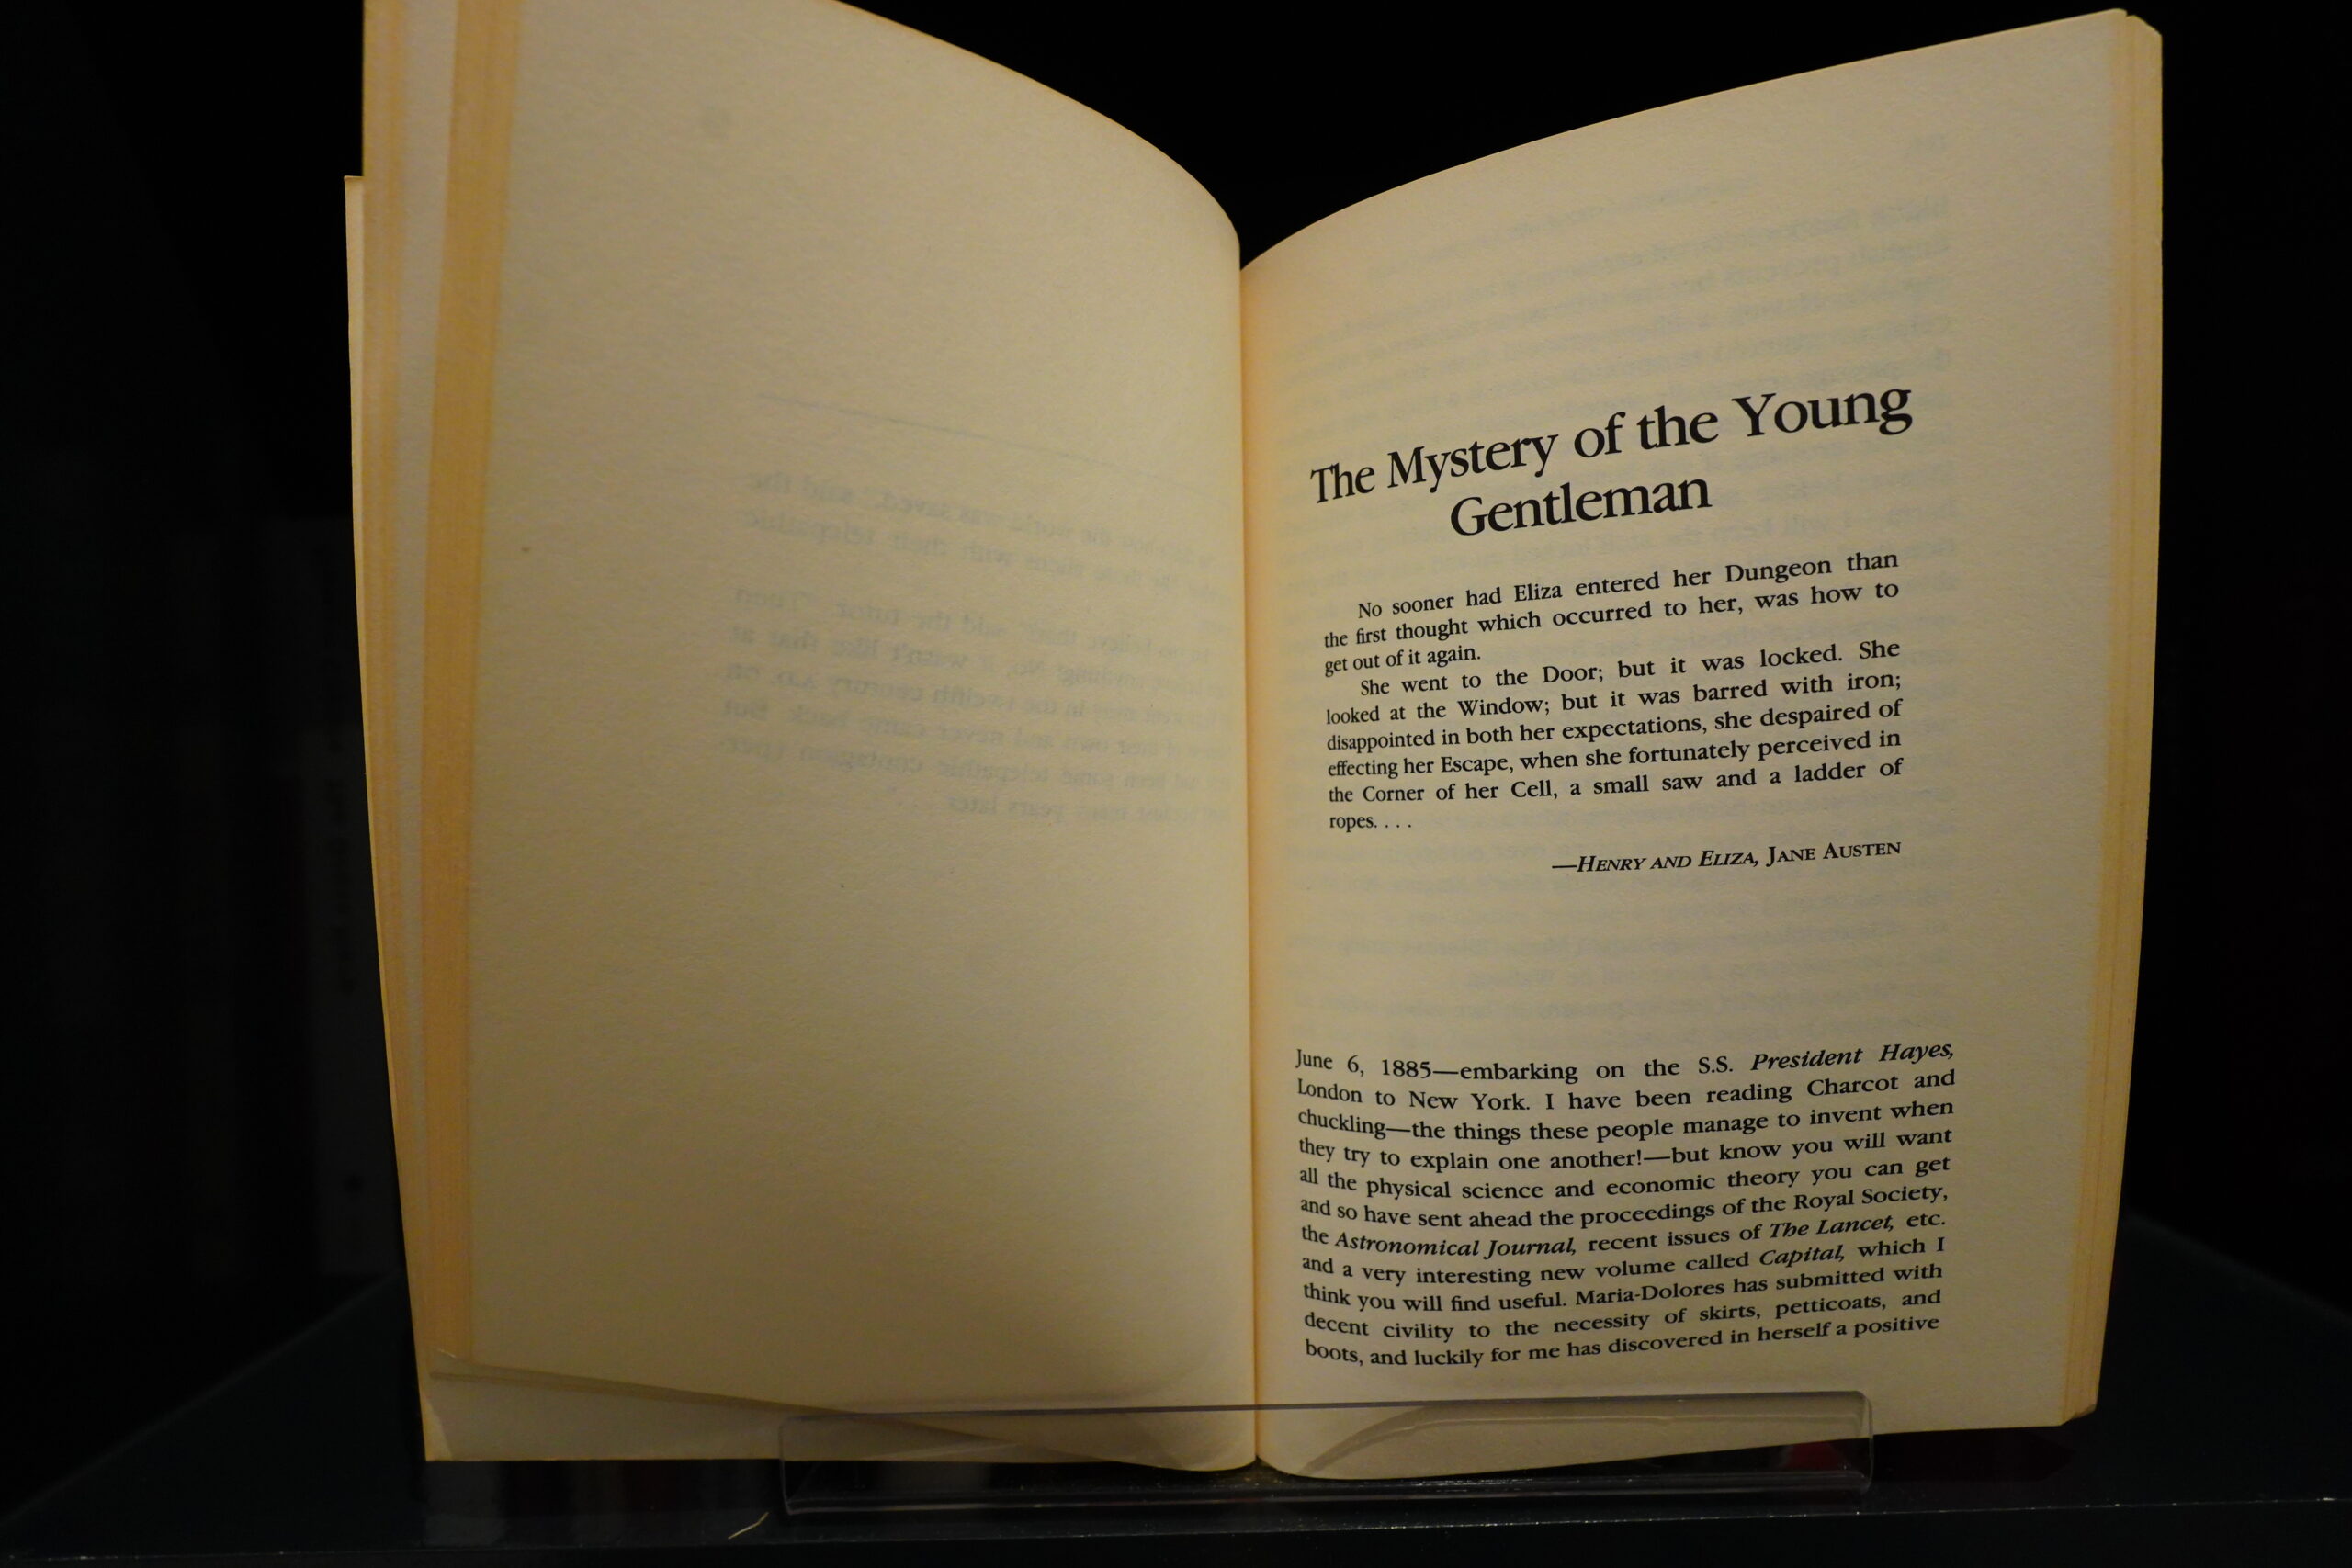 The Mystery of the Young
Gentleman
No sooner had Eliza entered her Dungeon than
the first thought which occurred to her, was how to
get out of it again.
She went to the Door; but it was locked. She
looked at the Window; but it was barred with iron;
disappointed in both her expectations, she despaired of
effecting her Escape, when she fortunately perceived in
the Corner of her Cell, a small saw and a ladder of
ropes. . . .
—HENRY AND ELIZA, JANE AUSTEN
June 6, 1885—embarking on the S.S. President Hayes,
London to New York. I have been reading Charcot and
chuckling—the things these people manage to invent when
they try to explain one another!—but know you will want
all the physical science and economic theory you can get
and so have sent ahead the proceedings of the Royal Society,
the Astronomical Journal, recent issues of The Lancet, etc.
and a very interesting new volume called Capital, which I
think you will find useful. Maria-Dolores has submitted with
decent civility to the necessity of skirts, petticoats, and
boots, and luckily for me has discovered in herself a positive